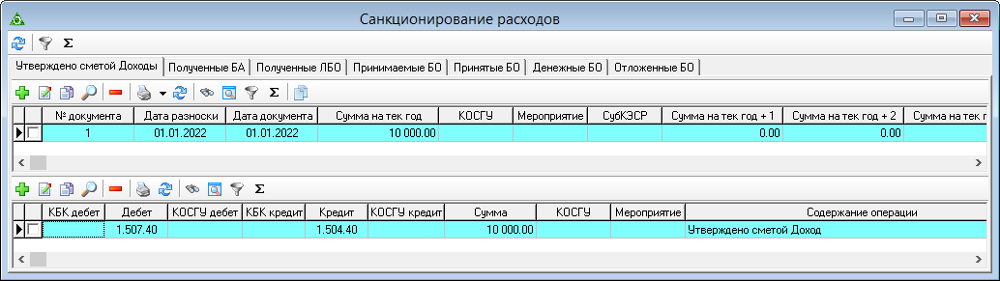 Санкционирование расходов
Σ
Утверждено сметой Доходы Полученные БА Полученные ЛБО Принимаемые БО Принятые БО Денежные БО Отложенные БО
Σ
№ документа Дата разноски Дата документа Сумма на тек год КОСГУ Мероприятие СубКЭСР Сумма на тек год + 1 Сумма на тек год + 2 Сумма на тек г
1 01.01.2022 01.01.2022 10 000.00 0.00 0.00
Σ
КБК дебет Дебет КОСГУ дебет КБК кредит Кредит КОСГУ кредит Сумма КОСГУ Мероприятие Содержание операции
1.507.40 1.504.40 10 000.00 Утверждено сметой Доход